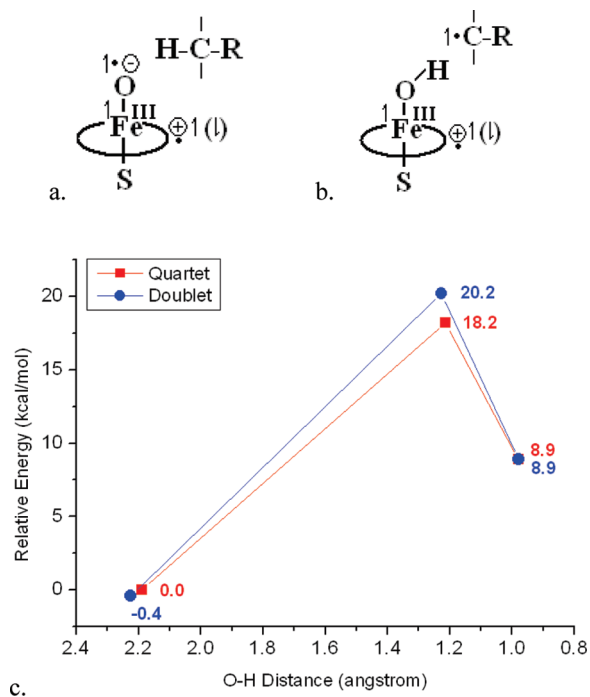 1•⊖ H-C-R
O
1 Fe III ⊕• 1 (l)
S
a.
1• C-R
H
O
1 Fe III ⊕• 1 (l)
S
b.
Quartet
Doublet
20.2
18.2
8.9
8.9
0.0
-0.4
Relative Energy (kcal/mol)
20
15
10
5
0
2.4 2.2 2.0 1.8 1.6 1.4 1.2 1.0 0.8
O-H Distance (angstrom)
c.